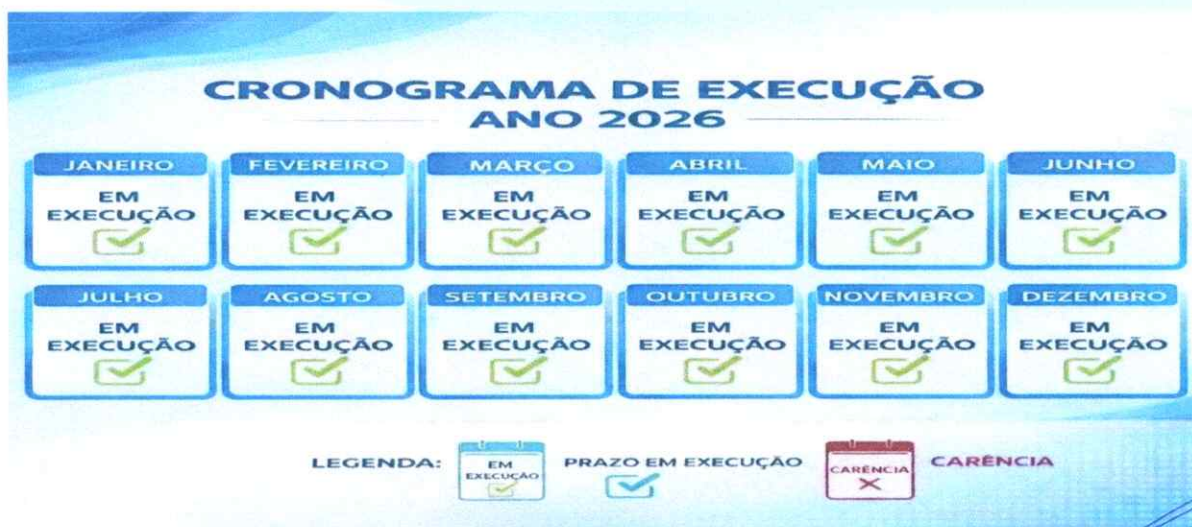 CRONOGRAMA DE EXECUÇÃO
ANO 2026
JANEIRO FEVEREIRO MARÇO ABRIL MAIO JUNHO
EM EM EM EM EM EM
EXECUÇÃO EXECUÇÃO EXECUÇÃO EXECUÇÃO EXECUÇÃO EXECUÇÃO
JULHO AGOSTO SETEMBRO OUTUBRO NOVEMBRO DEZEMBRO
EM EM EM EM EM EM
EXECUÇÃO EXECUÇÃO EXECUÇÃO EXECUÇÃO EXECUÇÃO EXECUÇÃO
LEGENDA: EM EXECUÇÃO PRAZO EM EXECUÇÃO CARÊNCIA CARÊNCIA